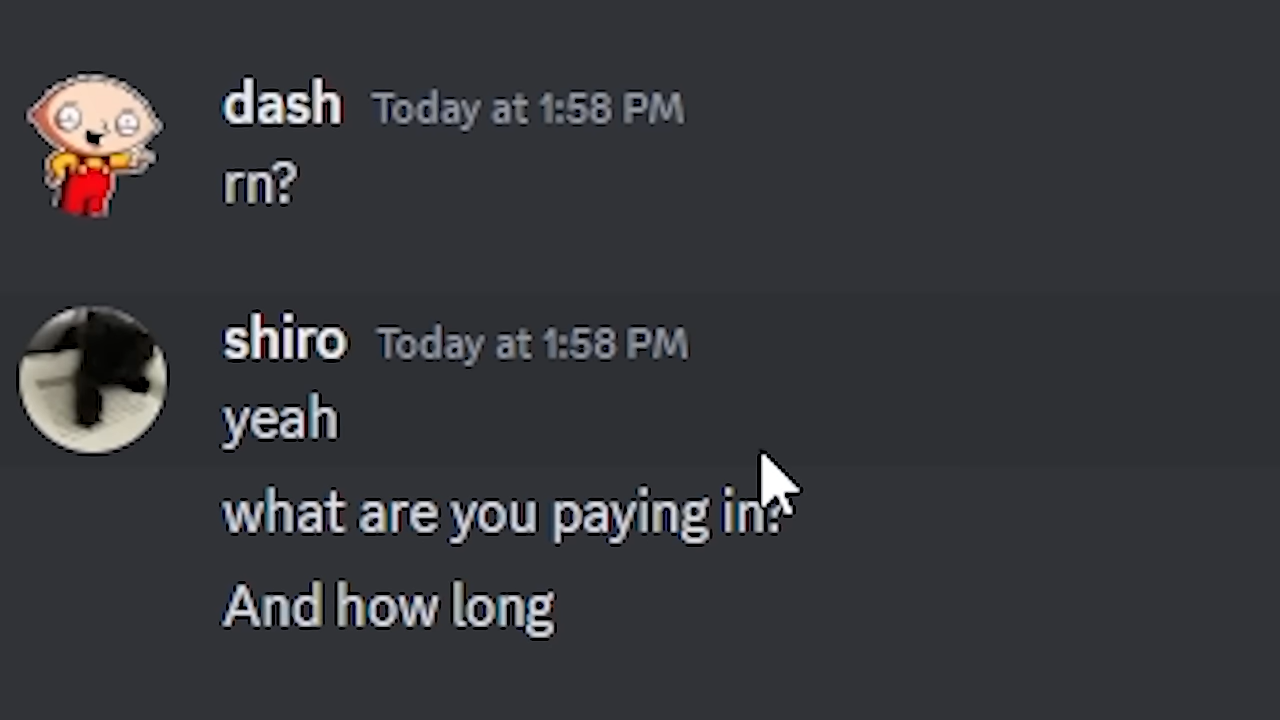 dash Today at 1:58 PM
rn?
shiro Today at 1:58 PM
yeah
what are you paying in?
And how long